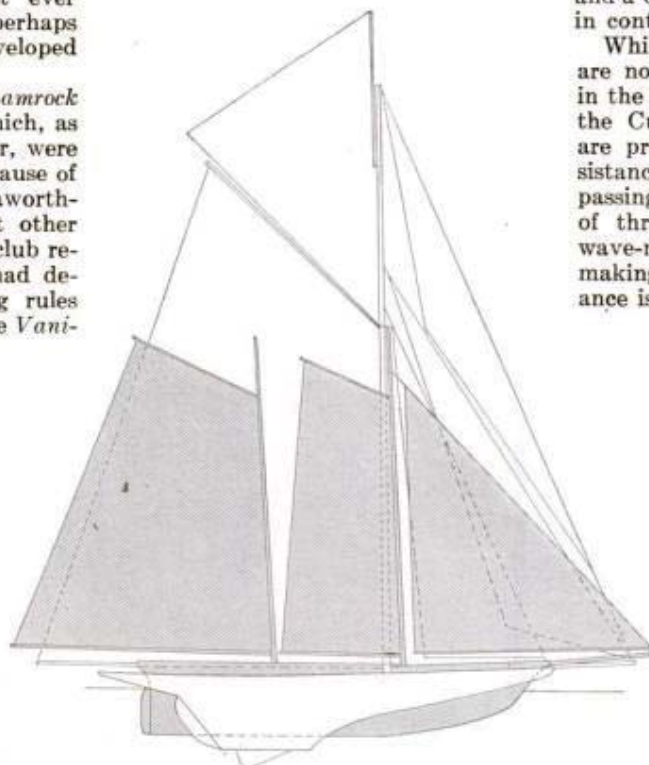 ever
perhaps
veloped
amrock
hich, as
r, were
ause of
aworth-
t other
club re-
had de-
g rules
e Vani-
in cont
Whi
are no
in the
the Cu
are pr
sistanc
passing
of thr
wave-r
making
ance is